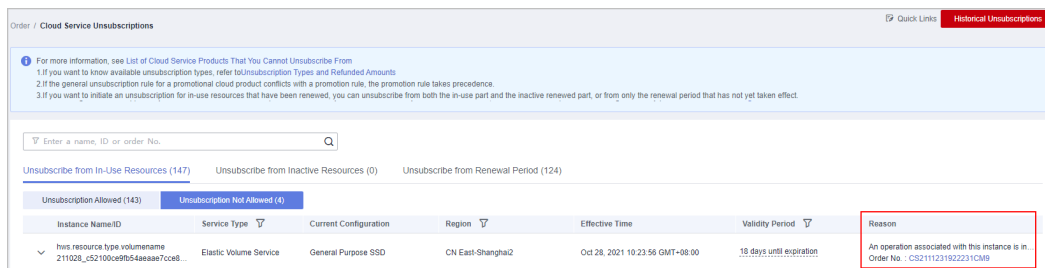 Order / Cloud Service Unsubscriptions
Quick Links
Historical Unsubscriptions
For more information, see List of Cloud Service Products That You Cannot Unsubscribe From
1.If you want to know available unsubscription types, refer toUnsubscription Types and Refunded Amounts
2.If the general unsubscription rule for a promotional cloud product conflicts with a promotion rule, the promotion rule takes precedence.
3.If you want to initiate an unsubscription for in-use resources that have been renewed, you can unsubscribe from both the in-use part and the inactive renewed part, or from only the renewal period that has not yet taken effect.
Enter a name, ID or order No.
Unsubscribe from In-Use Resources (147)
Unsubscribe from Inactive Resources (0)
Unsubscribe from Renewal Period (124)
Unsubscription Allowed (143)
Unsubscription Not Allowed (4)
Instance Name/ID
Service Type
Current Configuration
Region
Effective Time
Validity Period
Reason
hws.resource.type.volumename
211028_c52100ce9fb54aeaae7cce8...
Elastic Volume Service
General Purpose SSD
CN East-Shanghai2
Oct 28, 2021 10:23:56 GMT+08:00
18 days until expiration
An operation associated with this instance is in...
Order No. : CS2111231922231CM9